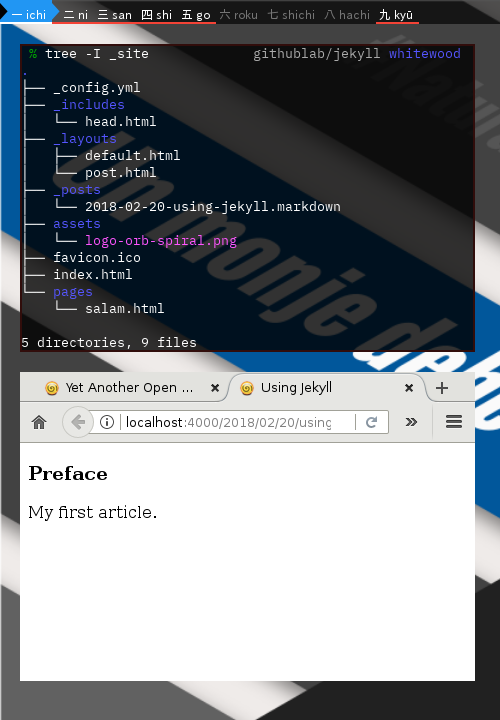 一 ichi 二 ni 三 san 四 shi 五 go 六 roku 七 shichi 八 hachi 九 kyū
% tree -I _site githublab/jekyll whitewood
.
├── _config.yml
├── _includes
│   └── head.html
├── _layouts
│   ├── default.html
│   └── post.html
├── _posts
│   └── 2018-02-20-using-jekyll.markdown
├── assets
│   └── logo-orb-spiral.png
├── favicon.ico
├── index.html
└── pages
    └── salam.html
5 directories, 9 files
Yet Another Open ... Using Jekyll
localhost:4000/2018/02/20/using
Preface
My first article.